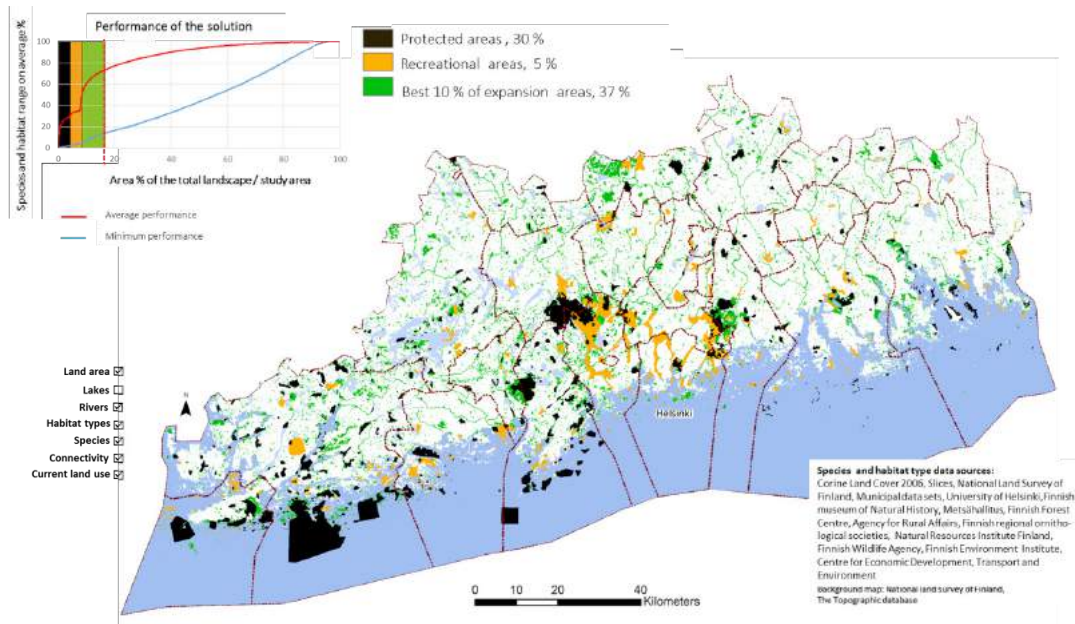 Performance of the solution
Species and habitat range on average %
100
80
60
40
20
0
0 20 40 60 80 100
Area % of the total landscape/ study area
Average performance
Minimum performance
Protected areas , 30 %
Recreational areas, 5 %
Best 10 % of expansion areas, 37 %
Land area
Lakes
Rivers
Habitat types
Species
Connectivity
Current land use
N
Helsinki
0 10 20 40
Kilometers
Species and habitat type data sources:
Corine Land Cover 2006, Slices, National Land Survey of
Finland, Municipal data sets, University of Helsinki, Finnish
museum of Natural History, Metsähallitus, Finnish Forest
Centre, Agency for Rural Affairs, Finnish regional ornitho-
logical societies, Natural Resources Institute Finland,
Finnish Wildlife Agency, Finnish Environment Institute,
Centre for Economic Development, Transport and
Environment
Background map: National land survey of Finland,
The Topographic database